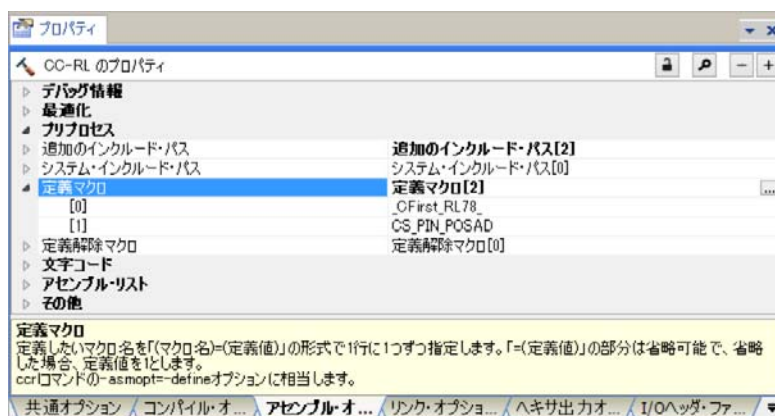 プロパティ
CC-RL のプロパティ
デバッグ情報
最適化
プリプロセス
追加のインクルード・パス 追加のインクルード・パス[2]
システム・インクルード・パス システム・インクルード・パス[0]
定義マクロ 定義マクロ[2] ...
[0] _CFirst_RL78_
[1] CS_PIN_POSAD
定義解除マクロ 定義解除マクロ[0]
文字コード
アセンブル・リスト
その他
定義マクロ
定義したいマクロ名を「(マクロ名)=(定義値)」の形式で1行に1つずつ指定します。「=(定義値)」の部分は省略可能で、省略
した場合、定義値を1とします。
ccrlコマンドの-asmopt=-defineオプションに相当します。
共通オプション コンパイル・オ... アセンブル・オ... リンク・オプショ... ヘキサ出力オ... I/Oヘッダ・ファ...